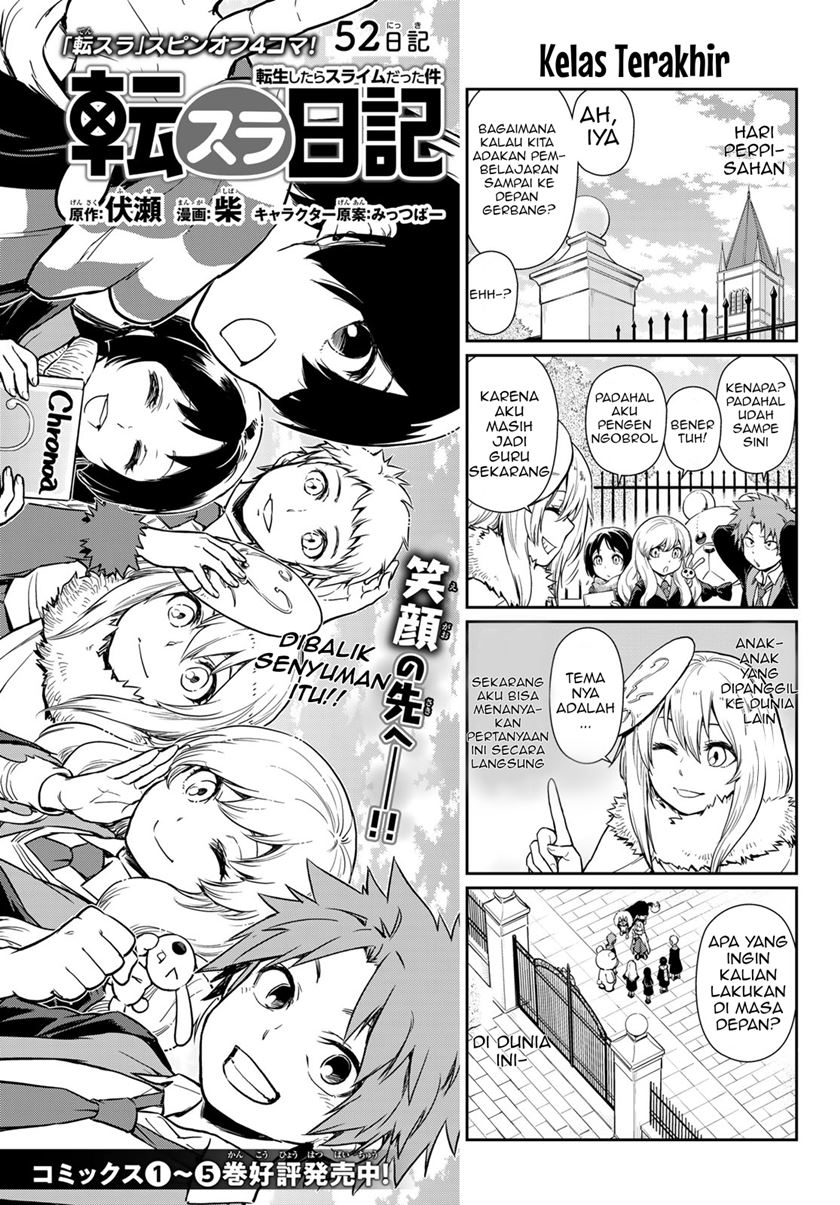 「転スラ」スピンオフ4コマ!
52日記
転生したらスライムだった件
転スラ日記
原作:伏瀬 漫画:柴 キャラクター原案:みっつばー
Chronoa
笑顔の先へ――!!
DIBALIK
SENYUMAN
ITU!!
コミックス1〜5巻好評発売中!
Kelas Terakhir
HARI
PERPI-
SAHAN
AH,
IYA
BAGAIMANA
KALAU KITA
ADAKAN PEM-
BELAJARAN
SAMPAI KE
DEPAN
GERBANG?
EHH-?
KENAPA?
PADAHAL
UDAH
SAMPE
SINI
BENER
TUH!
PADAHAL
AKU
PENGEN
NGOBROL
KARENA
AKU
MASIH
JADI
GURU
SEKARANG
ANAK-
ANAK
YANG
DIPANGGIL
KE DUNIA
LAIN
TEMA
NYA
ADALAH
...
SEKARANG
AKU BISA
MENANYA-
KAN
PERTANYAAN
INI SECARA
LANGSUNG
APA YANG
INGIN
KALIAN
LAKUKAN
DI MASA
DEPAN?
DI DUNIA
INI-